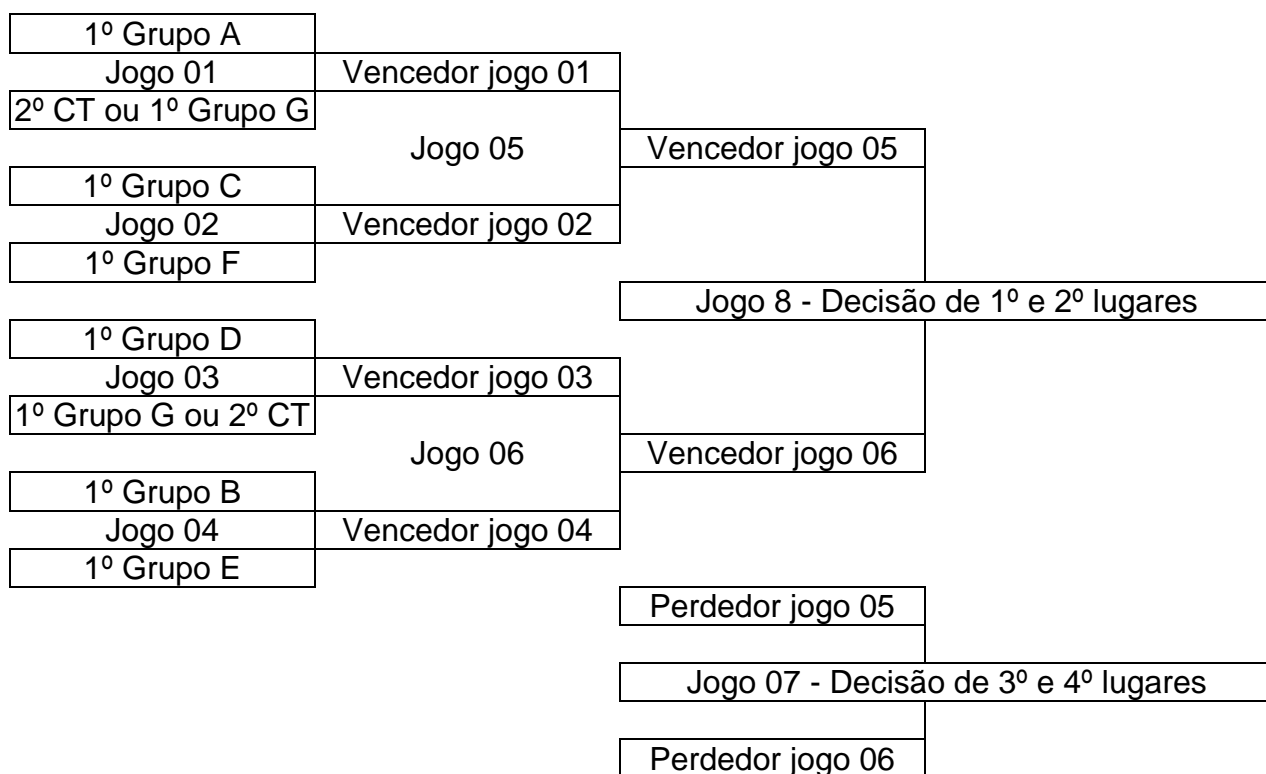 1º Grupo A
Jogo 01 Vencedor jogo 01
2º CT ou 1º Grupo G
Jogo 05 Vencedor jogo 05
1º Grupo C
Jogo 02 Vencedor jogo 02
1º Grupo F
Jogo 8 - Decisão de 1º e 2º lugares
1º Grupo D
Jogo 03 Vencedor jogo 03
1º Grupo G ou 2º CT
Jogo 06 Vencedor jogo 06
1º Grupo B
Jogo 04 Vencedor jogo 04
1º Grupo E
Perdedor jogo 05
Jogo 07 - Decisão de 3º e 4º lugares
Perdedor jogo 06